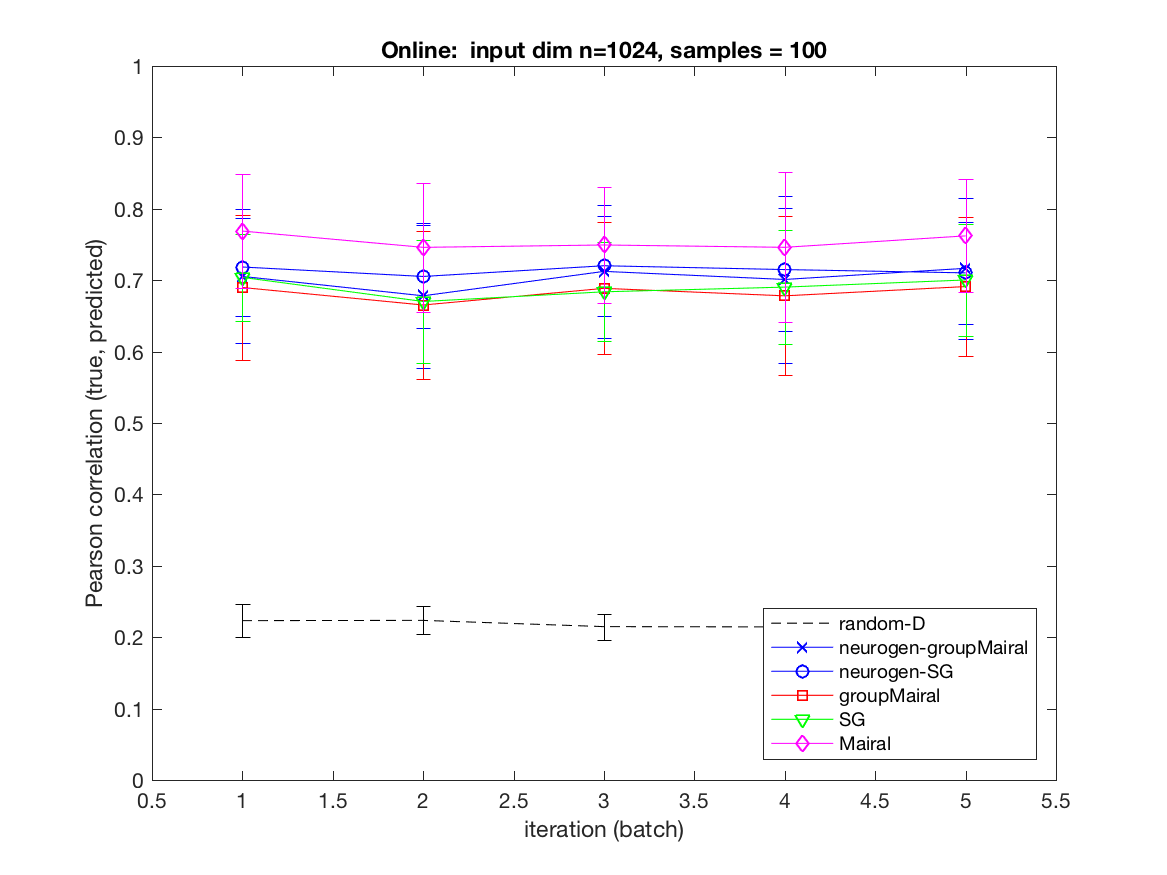 Online:  input dim n=1024, samples = 100
1
0.9
0.8
0.7
0.6
0.5
0.4
0.3
0.2
0.1
0
Pearson correlation (true, predicted)
random-D
neurogen-groupMairal
neurogen-SG
groupMairal
SG
Mairal
0.5 1 1.5 2 2.5 3 3.5 4 4.5 5 5.5
iteration (batch)